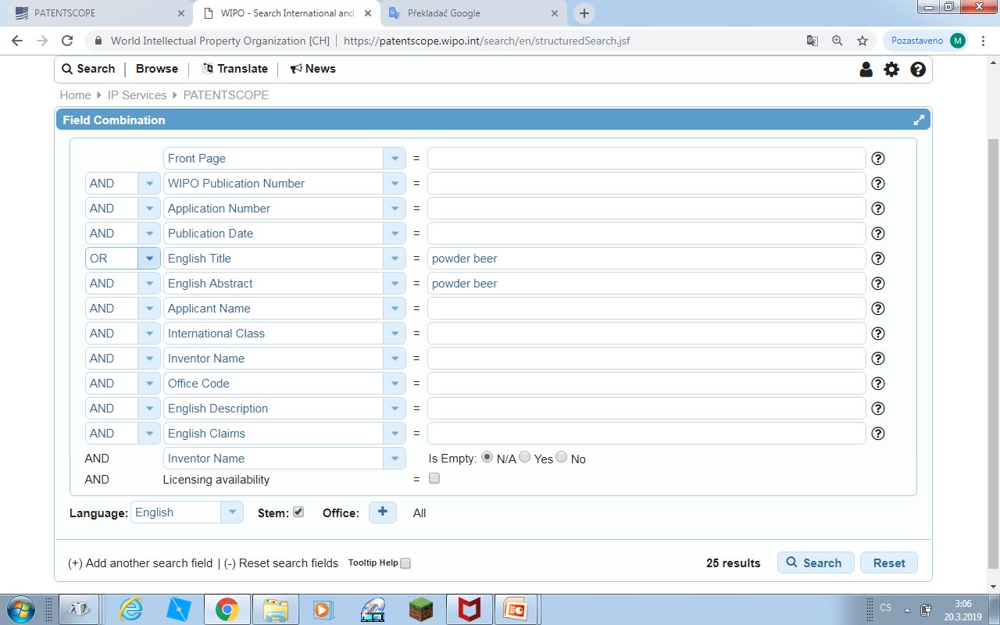 PATENTSCOPE
WIPO - Search International and
Překladač Google
World Intellectual Property Organization [CH] | https://patentscope.wipo.int/search/en/structuredSearch.jsf
Pozastaveno M
Search | Browse | Translate | News
Home IP Services PATENTSCOPE
Field Combination
Front Page =
AND WIPO Publication Number =
AND Application Number =
AND Publication Date =
OR English Title = powder beer
AND English Abstract = powder beer
AND Applicant Name =
AND International Class =
AND Inventor Name =
AND Office Code =
AND English Description =
AND English Claims =
AND Inventor Name Is Empty: N/A Yes No
AND Licensing availability =
Language: English Stem: Office: + All
(+) Add another search field | (-) Reset search fields Tooltip Help 25 results Search Reset
CS 3:06
20.3.2019